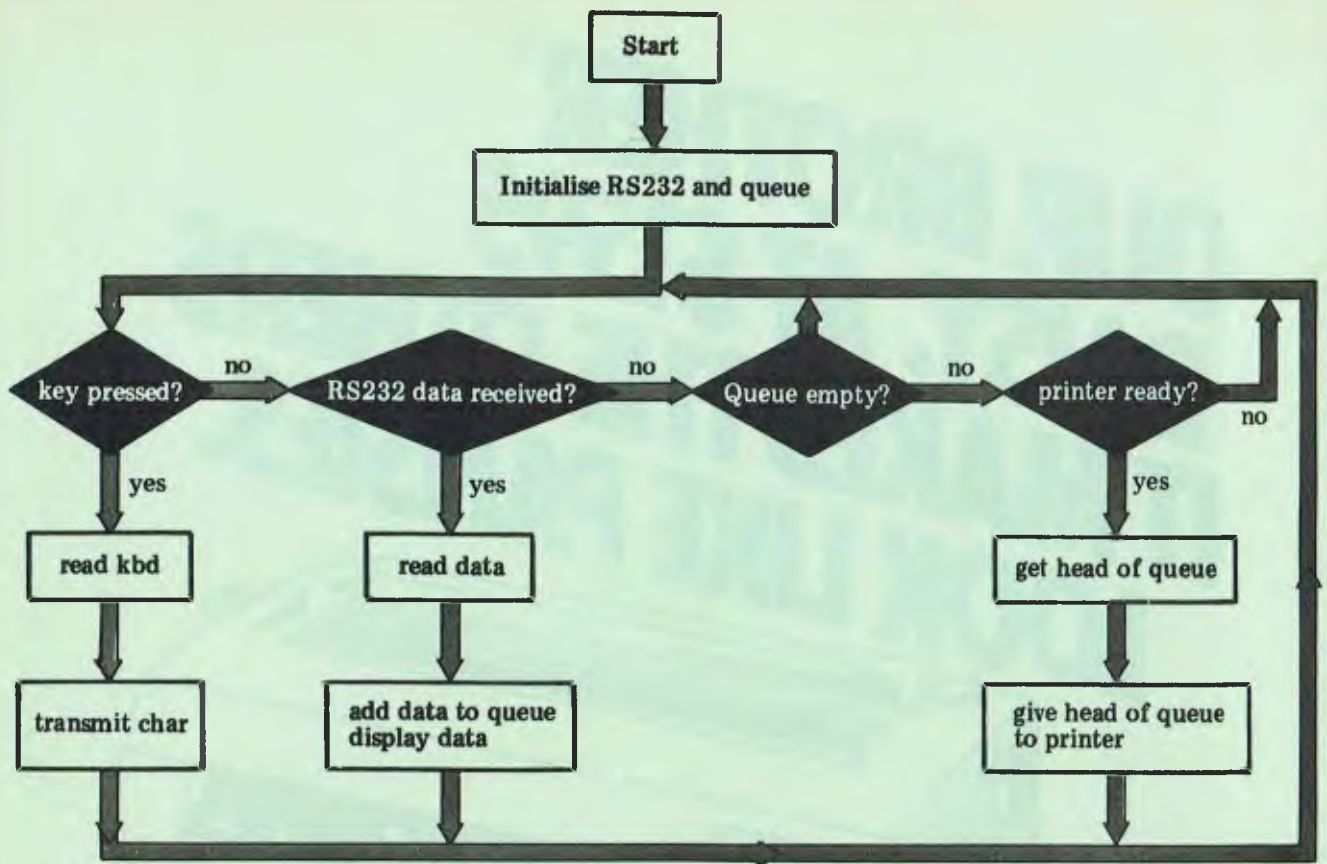 Start
Initialise RS232 and queue
key pressed?
no
RS232 data received?
no
Queue empty?
no
printer ready?
no
yes
yes
yes
read kbd
read data
get head of queue
transmit char
add data to queue
display data
give head of queue
to printer